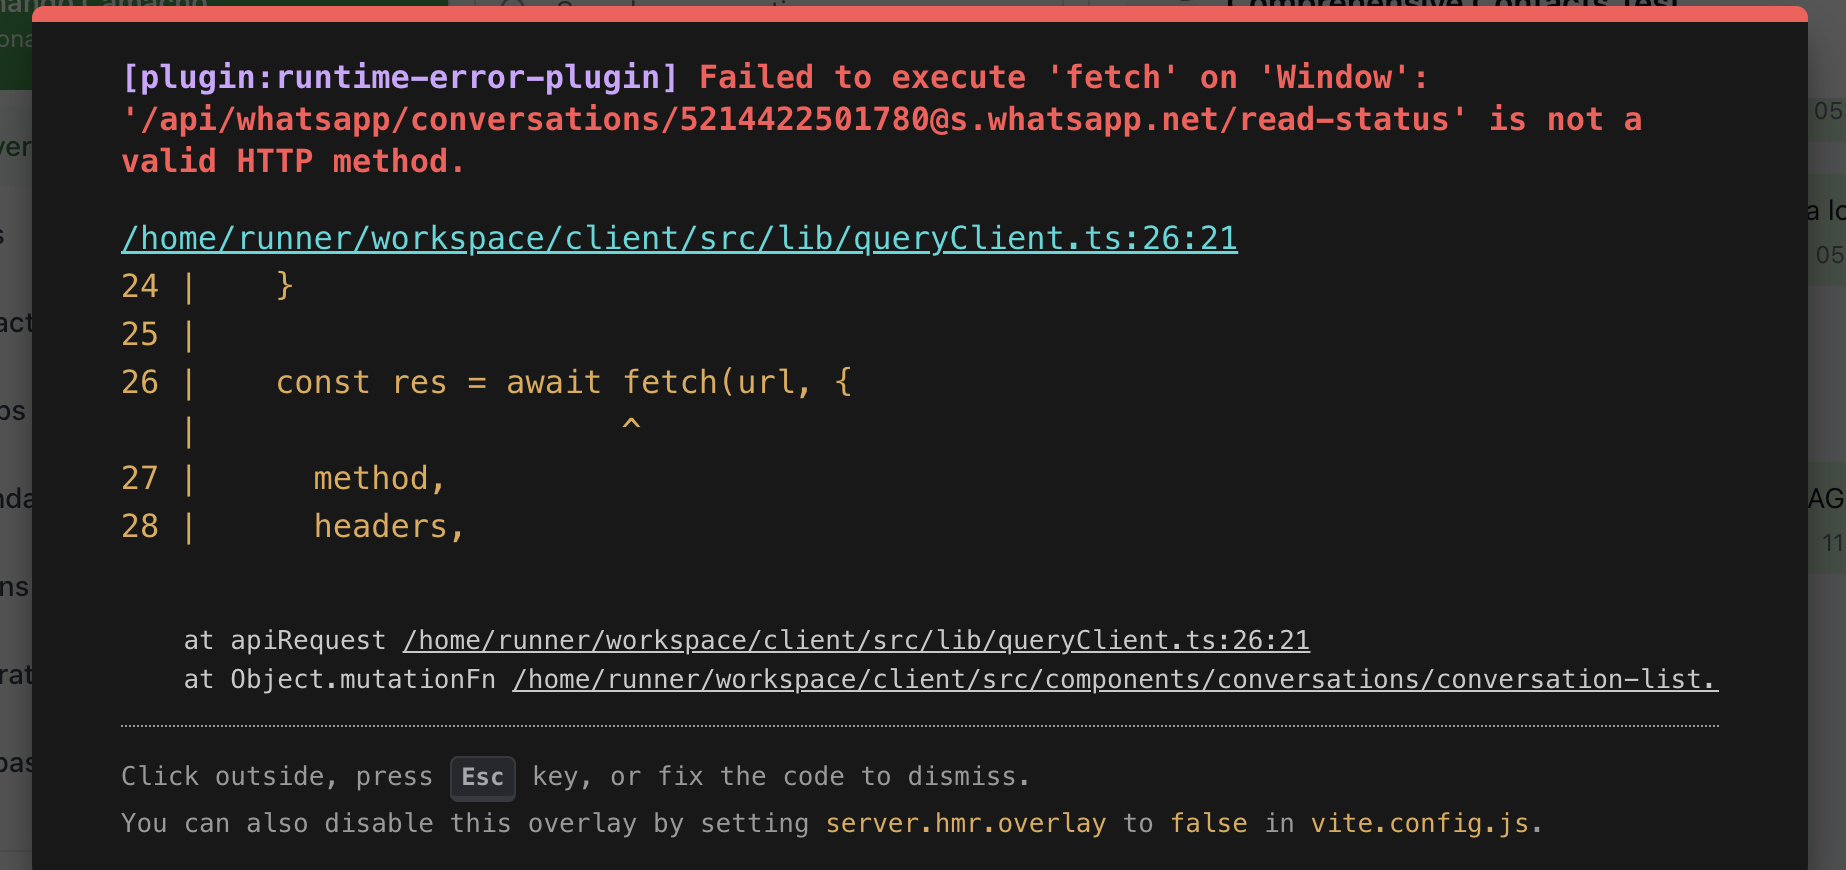 [plugin:runtime-error-plugin] Failed to execute 'fetch' on 'Window':
'/api/whatsapp/conversations/5214422501780@s.whatsapp.net/read-status' is not a
valid HTTP method.
/home/runner/workspace/client/src/lib/queryClient.ts:26:21
24 |    }
25 |
26 |    const res = await fetch(url, {
   |                      ^
27 |      method,
28 |      headers,
at apiRequest /home/runner/workspace/client/src/lib/queryClient.ts:26:21
at Object.mutationFn /home/runner/workspace/client/src/components/conversations/conversation-list.
Click outside, press Esc key, or fix the code to dismiss.
You can also disable this overlay by setting server.hmr.overlay to false in vite.config.js.
05
a lo
05
AG
11